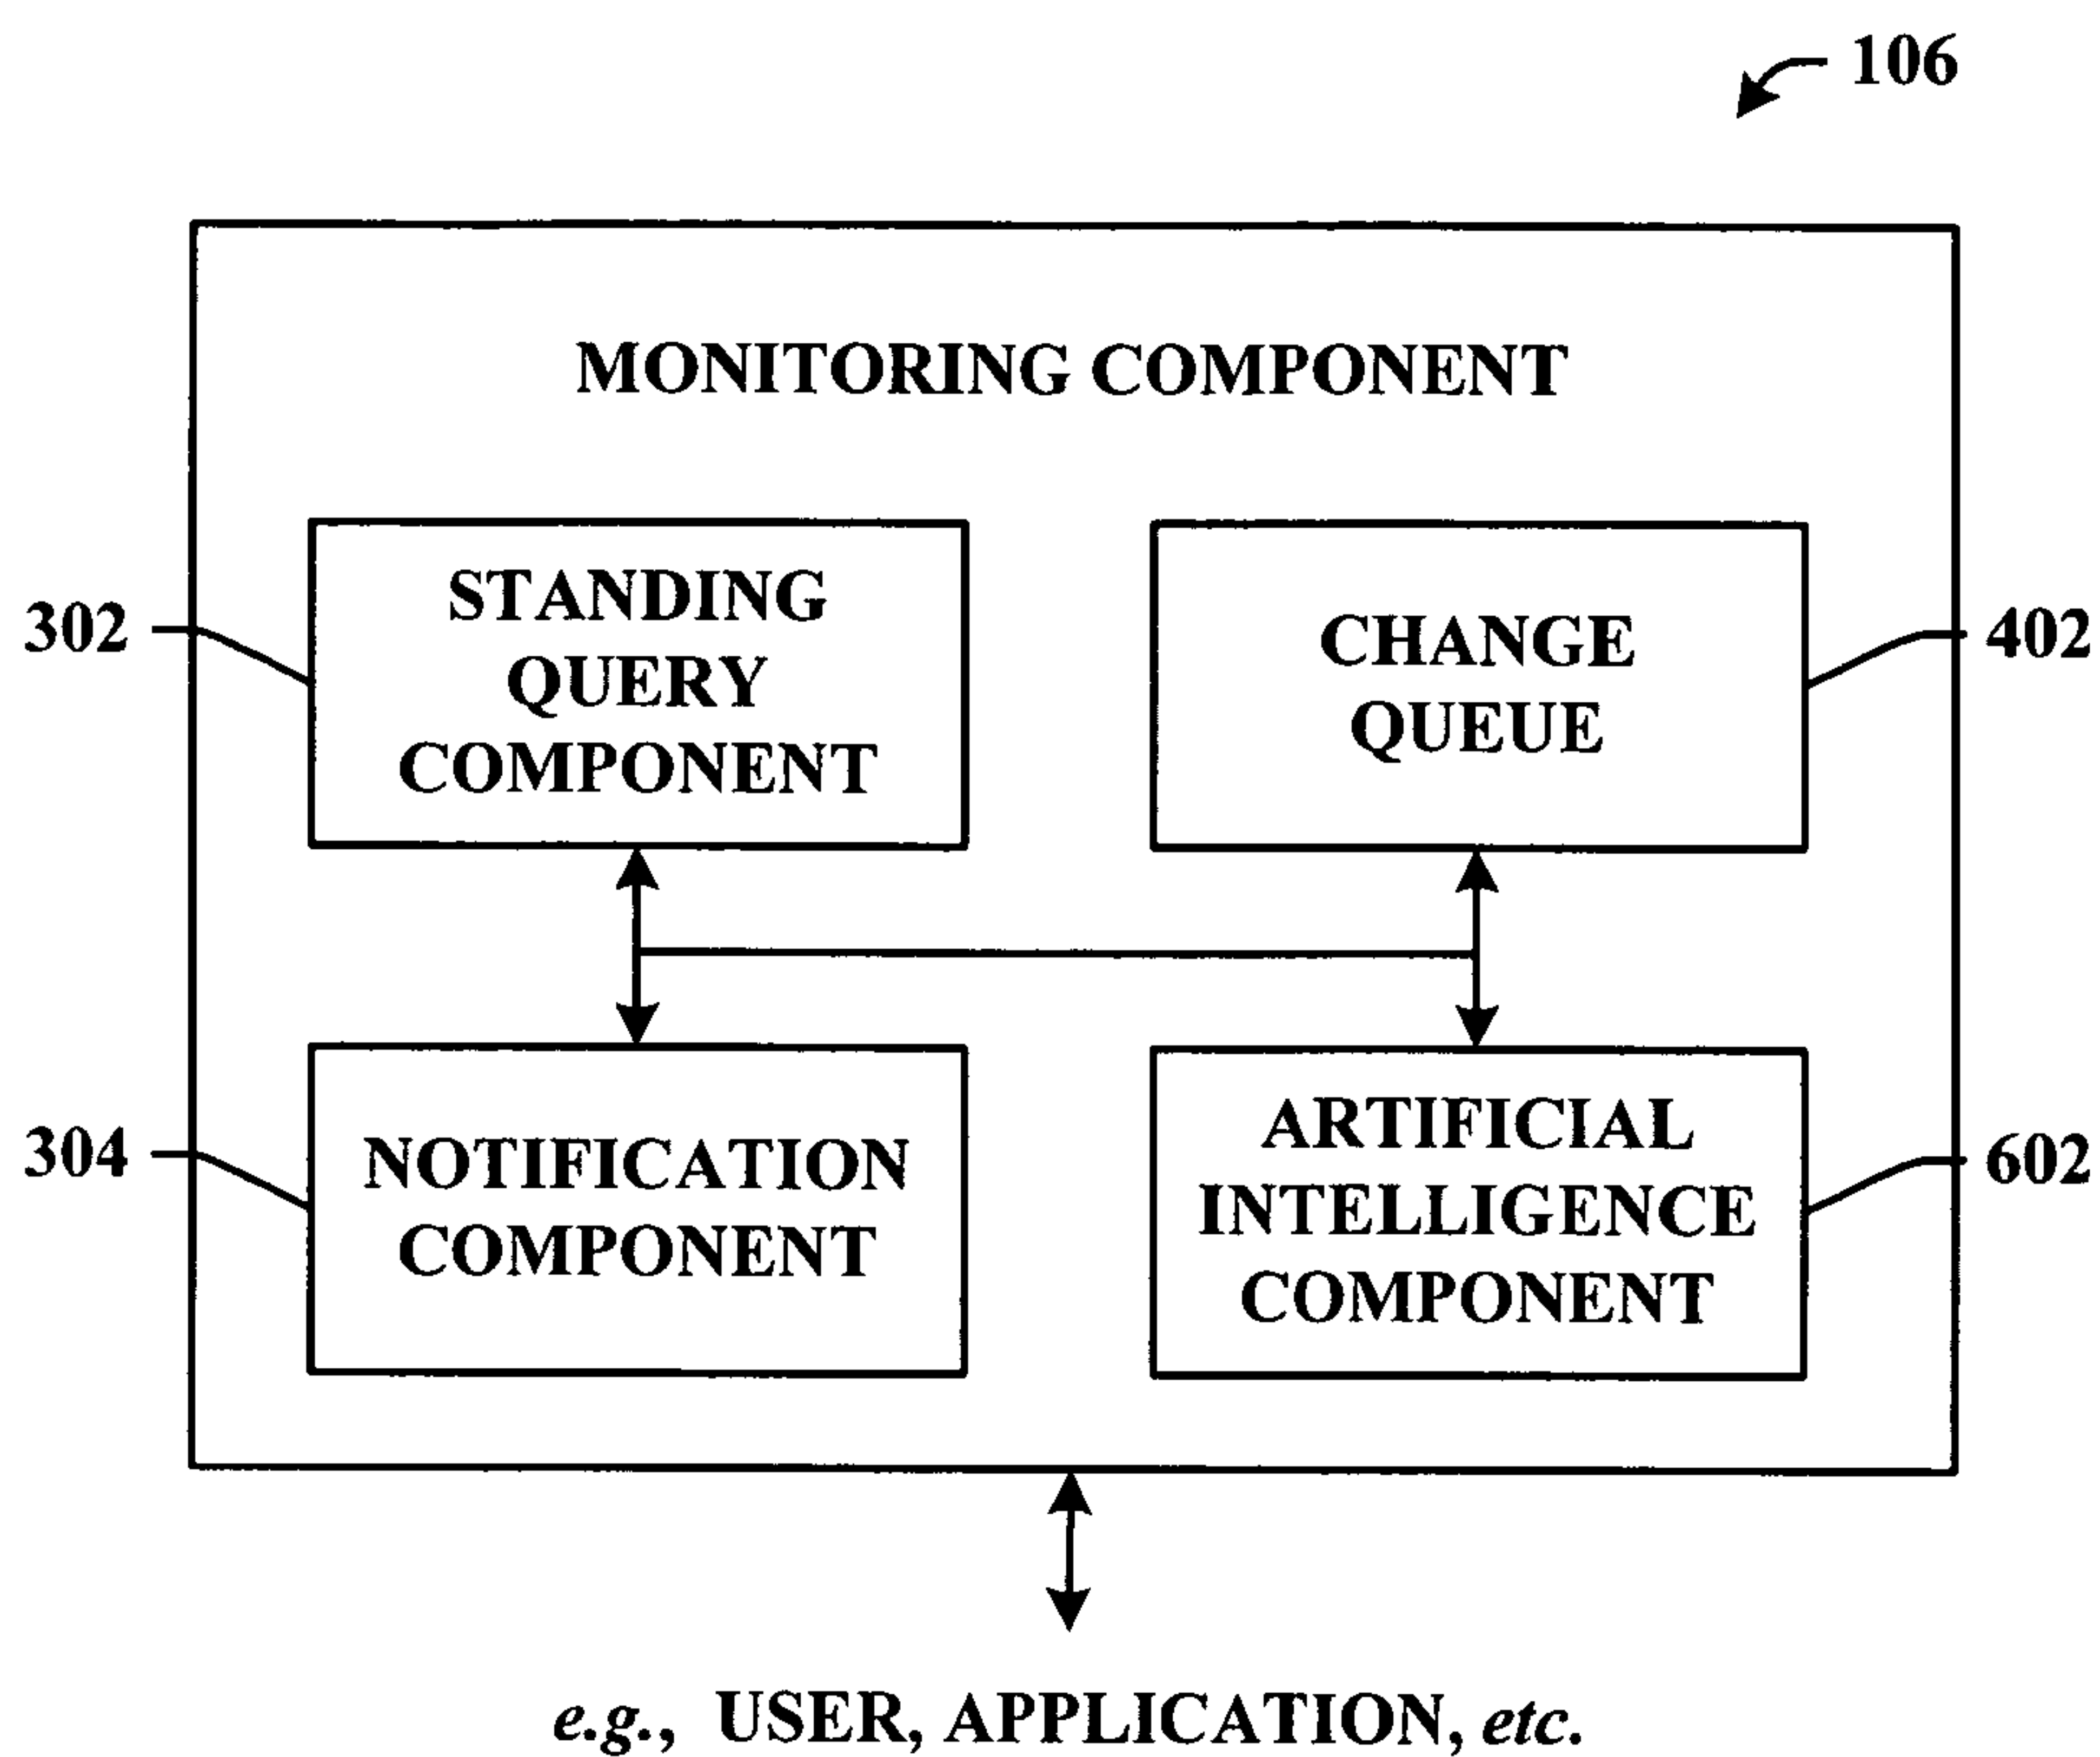 106
MONITORING COMPONENT
STANDING
QUERY
COMPONENT
302
CHANGE
QUEUE
402
NOTIFICATION
COMPONENT
304
ARTIFICIAL
INTELLIGENCE
COMPONENT
602
e.g., USER, APPLICATION, etc.